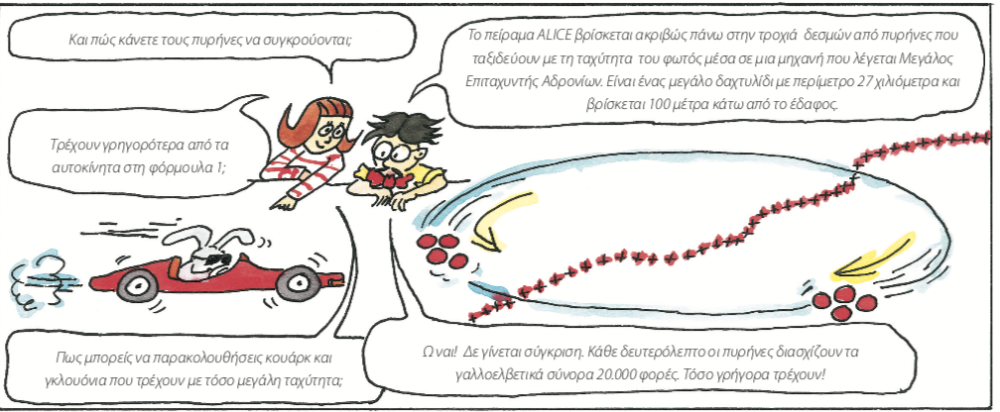 Και πώς κάνετε τους πυρήνες να συγκρούονται;
Το πείραμα ALICE βρίσκεται ακριβώς πάνω στην τροχιά δεσμών από πυρήνες που
ταξιδεύουν με τη ταχύτητα του φωτός μέσα σε μια μηχανή που λέγεται Μεγάλος
Επιταχυντής Αδρονίων. Είναι ένας μεγάλο δαχτυλίδι με περίμετρο 27 χιλιόμετρα και
βρίσκεται 100 μέτρα κάτω από το έδαφος.
Τρέχουν γρηγορότερα από τα
αυτοκίνητα στη φόρμουλα 1;
Ω ναι! Δε γίνεται σύγκριση. Κάθε δευτερόλεπτο οι πυρήνες διασχίζουν τα
γαλλοελβετικά σύνορα 20.000 φορές. Τόσο γρήγορα τρέχουν!
Πως μπορείς να παρακολουθήσεις κουάρκ και
γκλουόνια που τρέχουν με τόσο μεγάλη ταχύτητα;